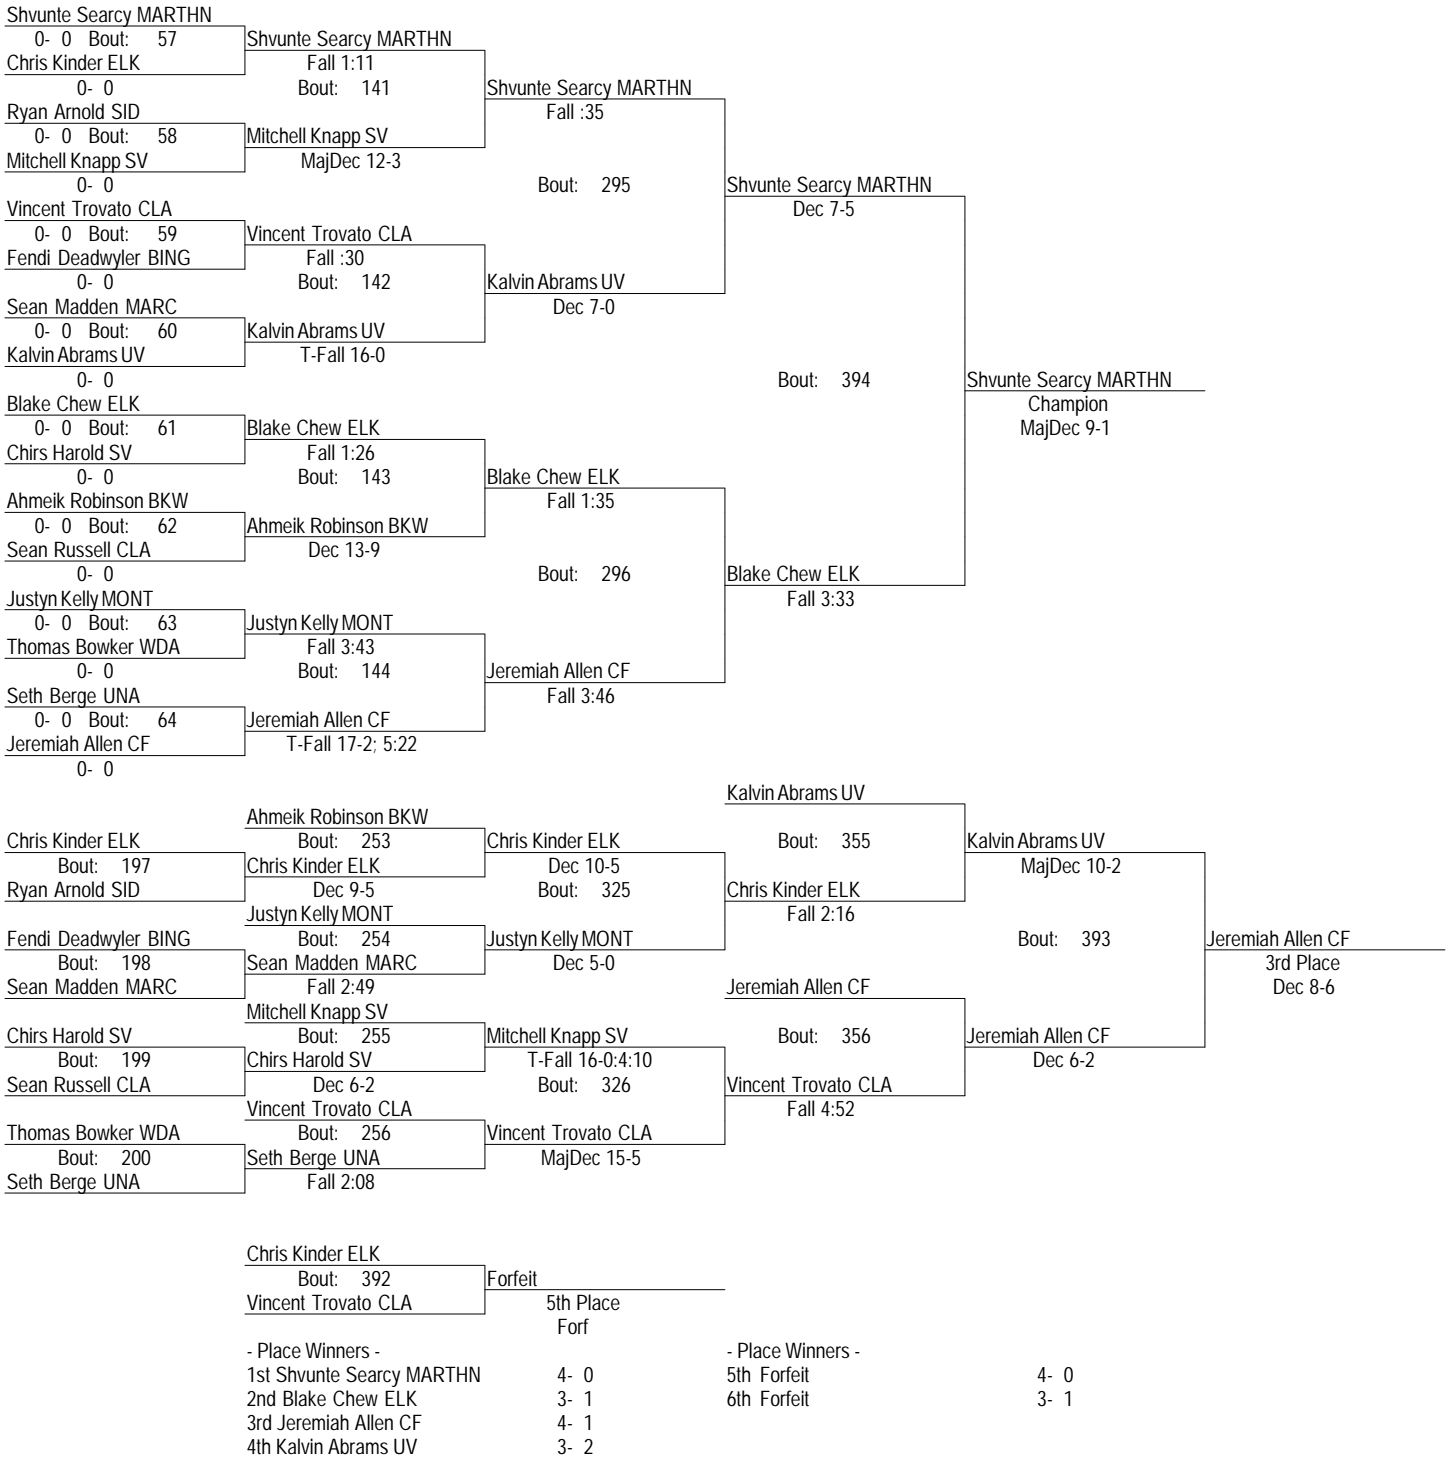 Shvunte Searcy MARTHN
0- 0 Bout: 57 Shvunte Searcy MARTHN
Chris Kinder ELK Fall 1:11
0- 0 Bout: 141 Shvunte Searcy MARTHN
Ryan Arnold SID Fall :35
0- 0 Bout: 58 Mitchell Knapp SV
Mitchell Knapp SV MajDec 12-3
0- 0 Bout: 295 Shvunte Searcy MARTHN
Vincent Trovato CLA Dec 7-5
0- 0 Bout: 59 Vincent Trovato CLA
Fendi Deadwyler BING Fall :30
0- 0 Bout: 142 Kalvin Abrams UV
Sean Madden MARC Dec 7-0
0- 0 Bout: 60 Kalvin Abrams UV
Kalvin Abrams UV T-Fall 16-0
0- 0 Bout: 394 Shvunte Searcy MARTHN
Blake Chew ELK Champion
0- 0 Bout: 61 Blake Chew ELK MajDec 9-1
Chirs Harold SV Fall 1:26
0- 0 Bout: 143 Blake Chew ELK
Ahmeik Robinson BKW Fall 1:35
0- 0 Bout: 62 Ahmeik Robinson BKW
Sean Russell CLA Dec 13-9
0- 0 Bout: 296 Blake Chew ELK
Justyn Kelly MONT Fall 3:33
0- 0 Bout: 63 Justyn Kelly MONT
Thomas Bowker WDA Fall 3:43
0- 0 Bout: 144 Jeremiah Allen CF
Seth Berge UNA Fall 3:46
0- 0 Bout: 64 Jeremiah Allen CF
Jeremiah Allen CF T-Fall 17-2; 5:22
0- 0
Kalvin Abrams UV
Ahmeik Robinson BKW
Chris Kinder ELK Bout: 253 Chris Kinder ELK Bout: 355 Kalvin Abrams UV
Bout: 197 Chris Kinder ELK Dec 10-5 MajDec 10-2
Ryan Arnold SID Dec 9-5 Bout: 325 Chris Kinder ELK
Justyn Kelly MONT Fall 2:16
Fendi Deadwyler BING Bout: 254 Justyn Kelly MONT Bout: 393 Jeremiah Allen CF
Bout: 198 Sean Madden MARC Dec 5-0 3rd Place
Sean Madden MARC Fall 2:49 Jeremiah Allen CF Dec 8-6
Mitchell Knapp SV
Chirs Harold SV Bout: 255 Mitchell Knapp SV Bout: 356 Jeremiah Allen CF
Bout: 199 Chirs Harold SV T-Fall 16-0:4:10 Dec 6-2
Sean Russell CLA Dec 6-2 Bout: 326 Vincent Trovato CLA
Vincent Trovato CLA Fall 4:52
Thomas Bowker WDA Bout: 256 Vincent Trovato CLA
Bout: 200 Seth Berge UNA MajDec 15-5
Seth Berge UNA Fall 2:08
Chris Kinder ELK
Bout: 392 Forfeit
Vincent Trovato CLA 5th Place
Forf
- Place Winners - - Place Winners -
1st Shvunte Searcy MARTHN 4- 0 5th Forfeit 4- 0
2nd Blake Chew ELK 3- 1 6th Forfeit 3- 1
3rd Jeremiah Allen CF 4- 1
4th Kalvin Abrams UV 3- 2